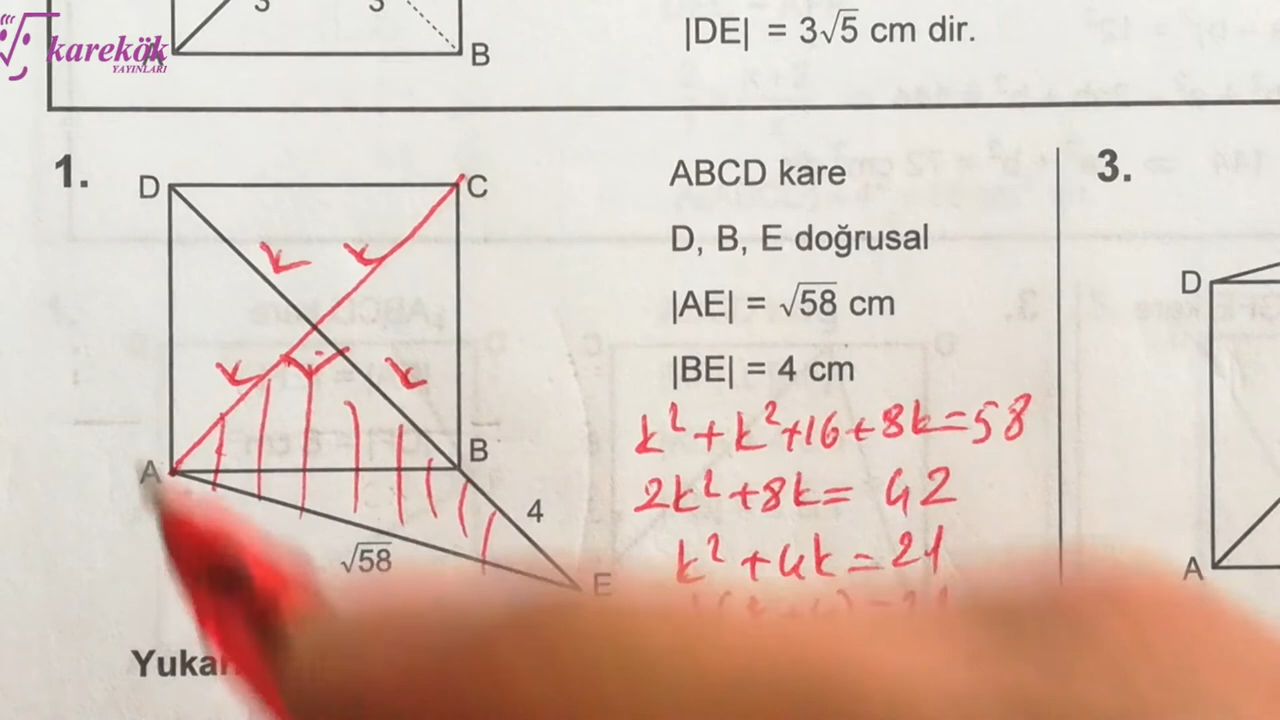 3 3
karekök
YAYINLARI
B
|DE| = 3√5 cm dir.
1.
D
C
ABCD kare
D, B, E doğrusal
|AE| = √58 cm
|BE| = 4 cm
k
k
k
k
A
B
4
√58
E
k²+k²+16+8k=58
2k²+8k=42
k²+4k=21
3.
D
A